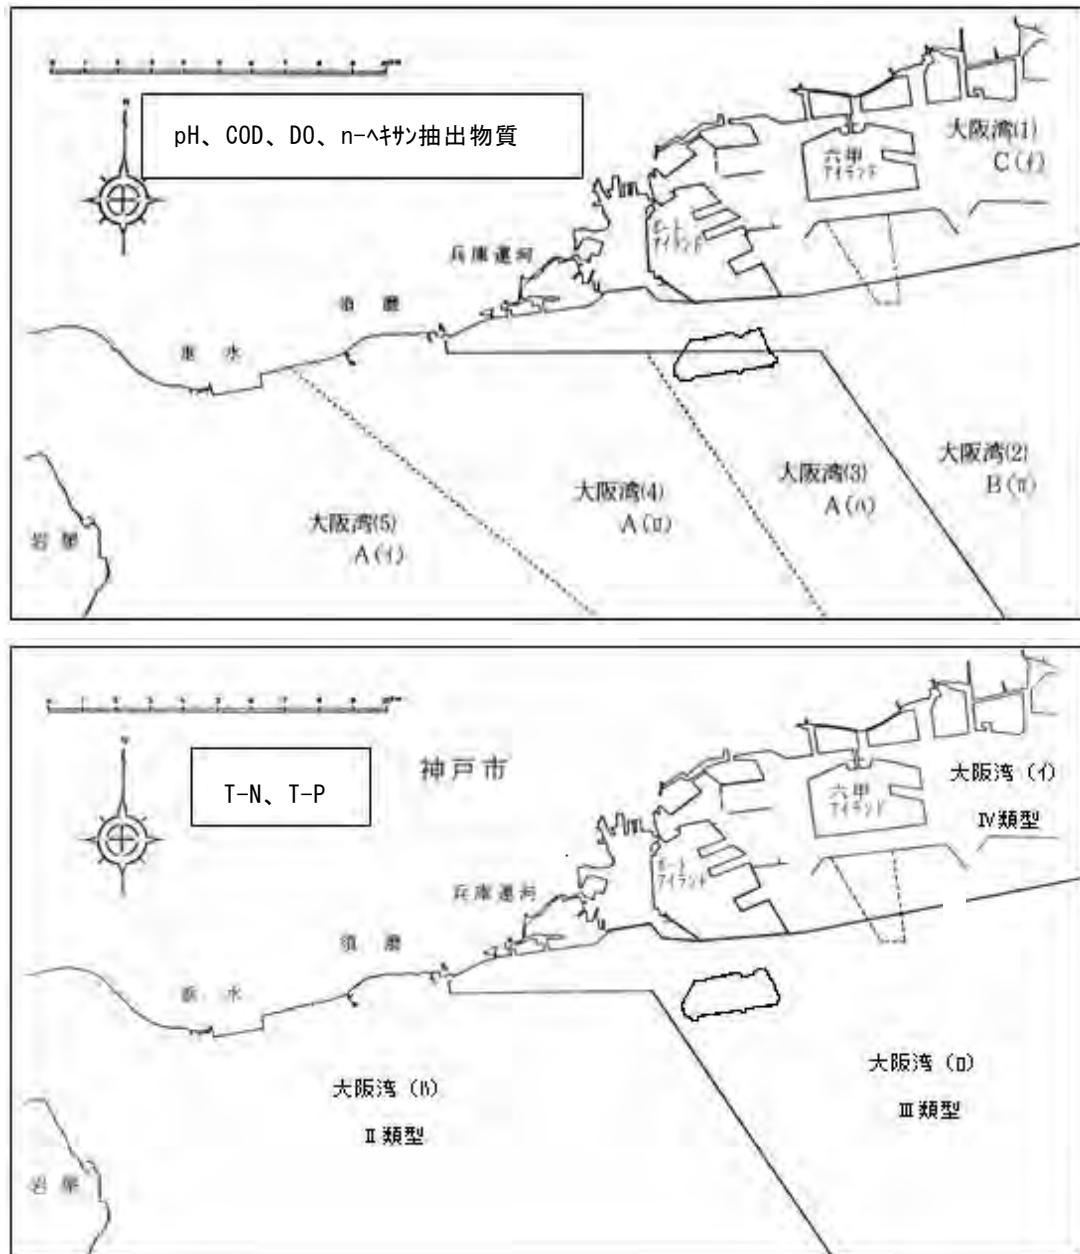 N
pH、COD、DO、n-ヘキサン抽出物質
大阪湾(1)
C(イ)
六甲
アイランド
ポート
アイランド
兵庫運河
須磨
垂水
大阪湾(2)
B(ロ)
大阪湾(3)
A(ハ)
大阪湾(4)
A(ロ)
大阪湾(5)
A(イ)
岩屋
N
T-N、T-P
神戸市
大阪湾(イ)
Ⅳ類型
六甲
アイランド
ポート
アイランド
兵庫運河
須磨
垂水
大阪湾(ロ)
Ⅲ類型
大阪湾(ハ)
Ⅱ類型
岩屋